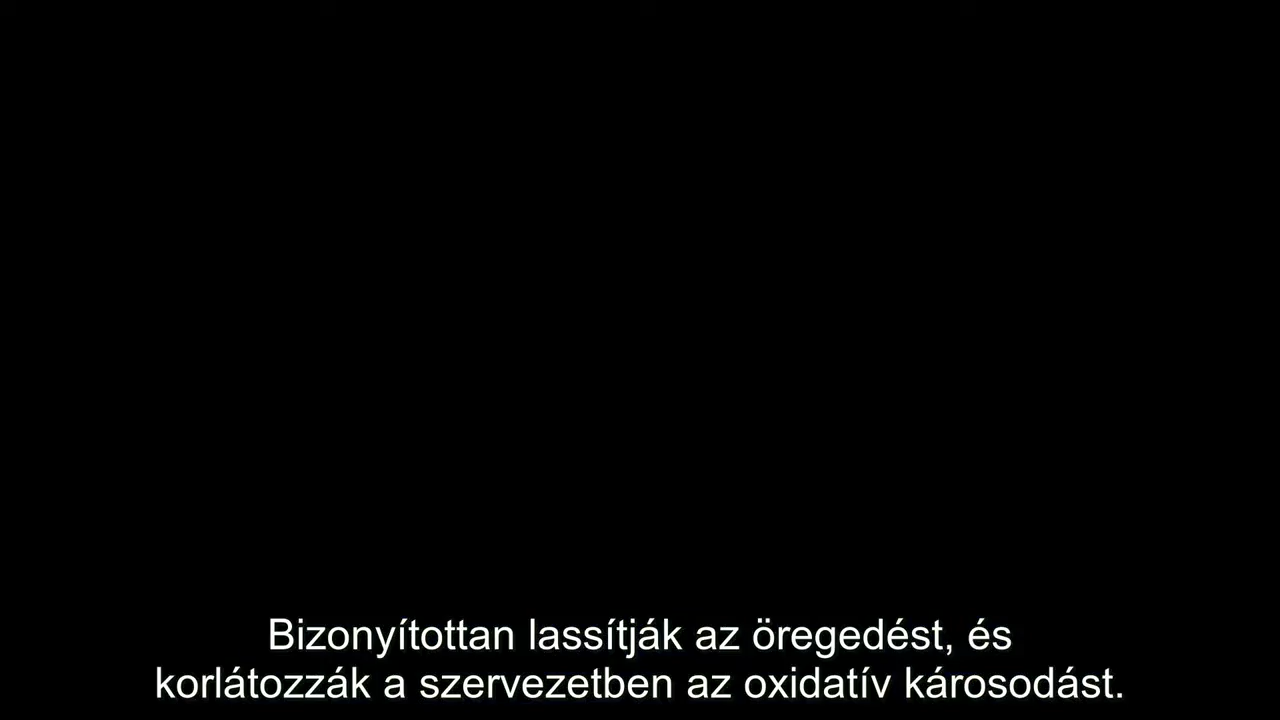 Bizonyítottan lassítják az öregedést, és
korlátozzák a szervezetben az oxidatív károsodást.